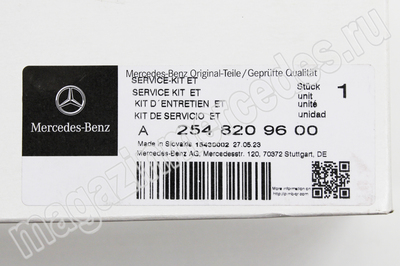 Mercedes-Benz Original-Teile/Geprüfte Qualität
SERVICE-KIT ET
SERVICE KIT ET
KIT D´ENTRETIEN ET
KIT DE SERVICIO ET
Stück
unit
unité
unidad
1
Mercedes-Benz
A 254 820 96 00
Made in Slovakia 15435002 27.05.23
Mercedes-Benz AG, Mercedesstr. 120, 70372 Stuttgart, DE
magazin-mercedes.ru